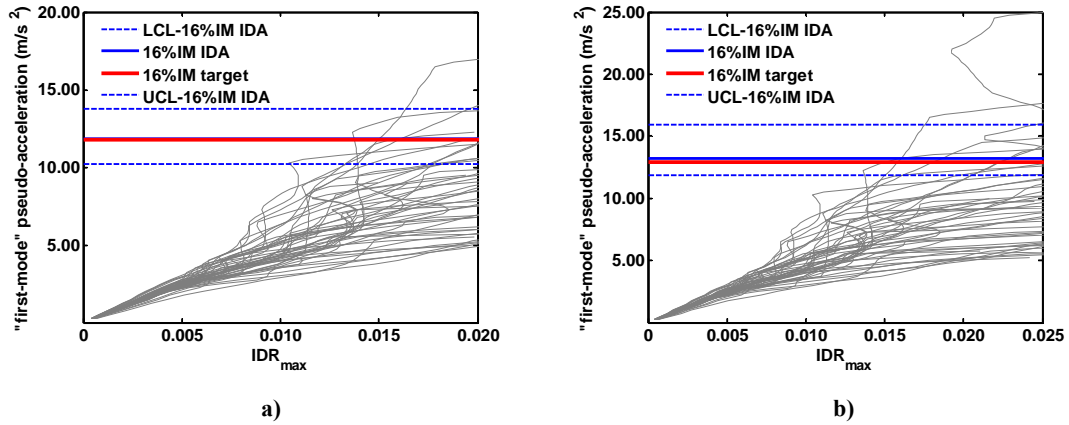 20.00
15.00
10.00
5.00
"first-mode" pseudo-acceleration (m/s 2)
LCL-16%IM IDA
16%IM IDA
16%IM target
UCL-16%IM IDA
0 0.005 0.010 0.015 0.020
IDRmax
a)
25.00
20.00
15.00
10.00
5.00
"first-mode" pseudo-acceleration (m/s 2)
LCL-16%IM IDA
16%IM IDA
16%IM target
UCL-16%IM IDA
0 0.005 0.010 0.015 0.020 0.025
IDRmax
b)